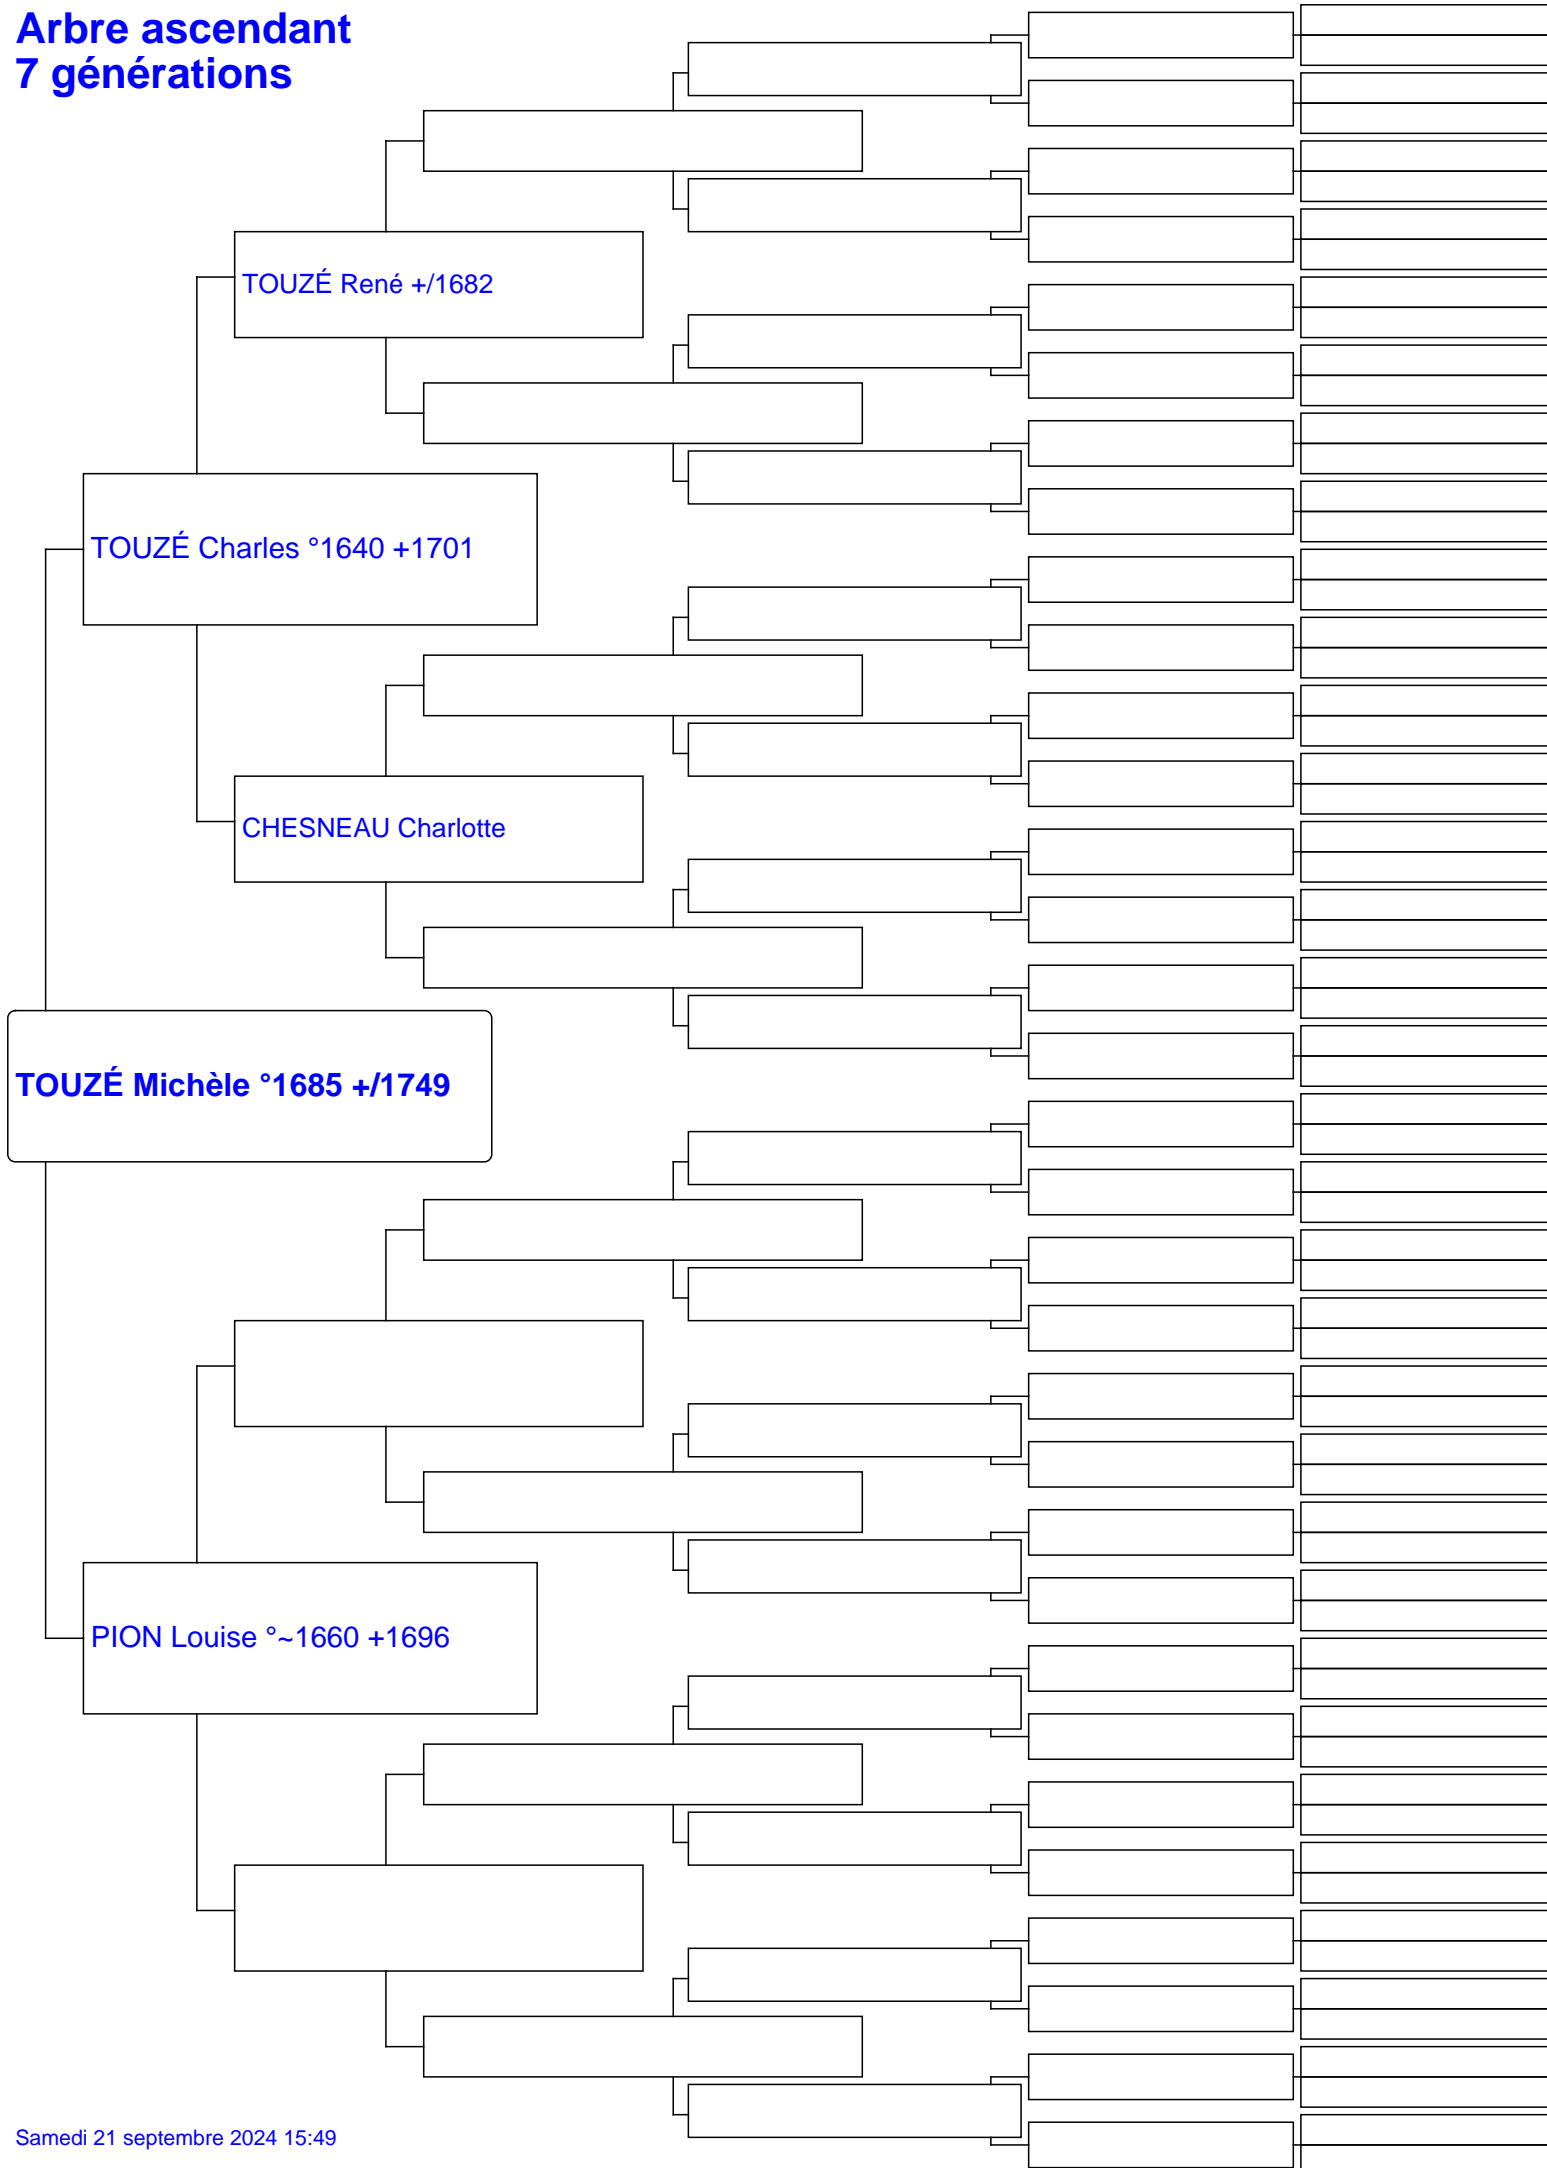 Arbre ascendant
7 générations
TOUZÉ René +/1682
TOUZÉ Charles °1640 +1701
CHESNEAU Charlotte
TOUZÉ Michèle °1685 +/1749
PION Louise °~1660 +1696
Samedi 21 septembre 2024 15:49